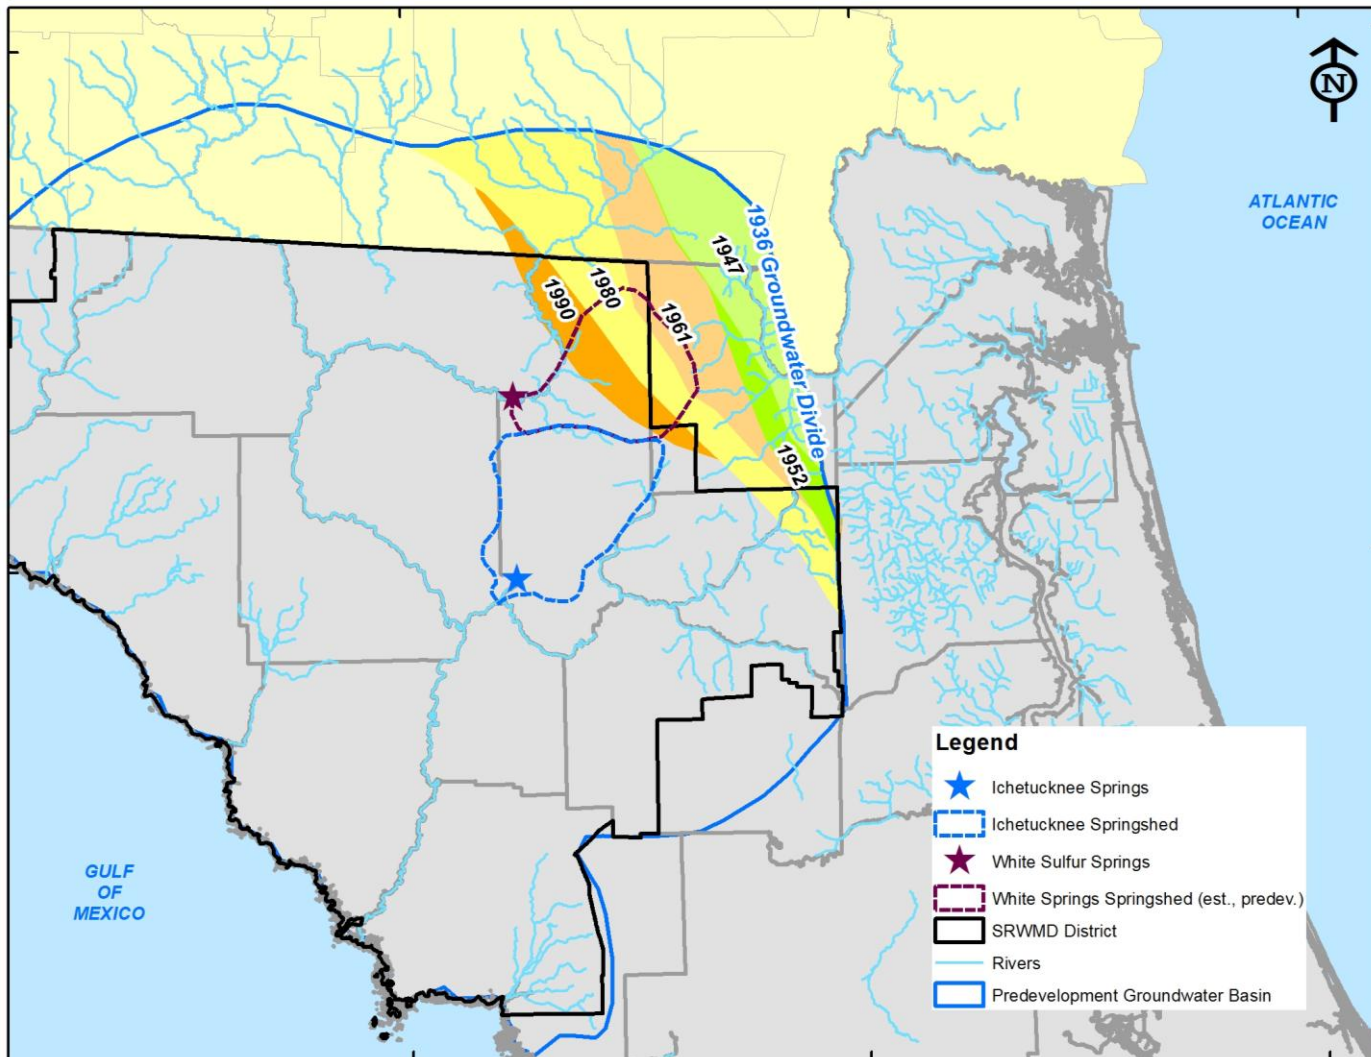 N
ATLANTIC
OCEAN
1936 Groundwater Divide
1947
1980
1990
1961
1952
GULF
OF
MEXICO
Legend
Ichetucknee Springs
Ichetucknee Springshed
White Sulfur Springs
White Springs Springshed (est., predev.)
SRWMD District
Rivers
Predevelopment Groundwater Basin